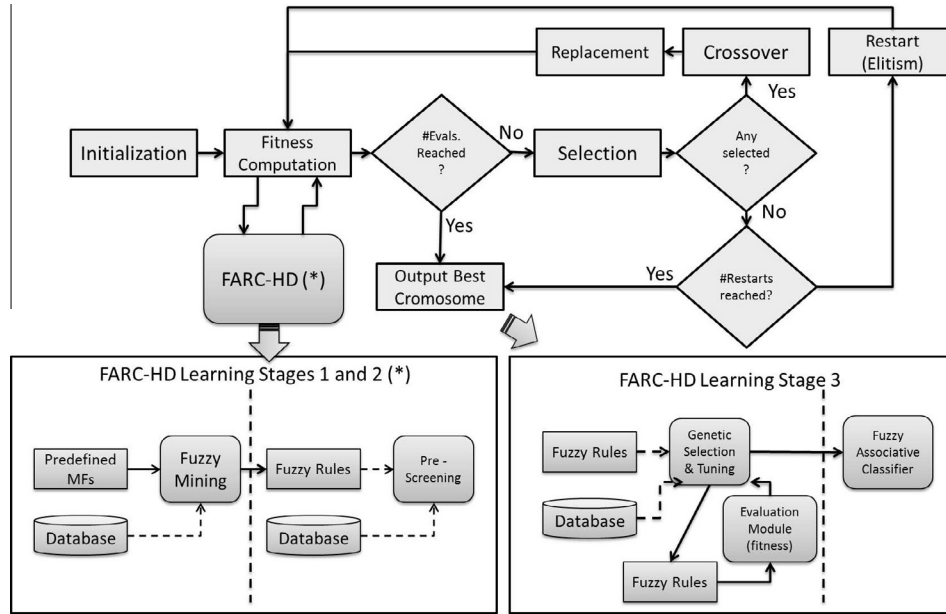 Replacement
Crossover
Restart
(Elitism)
Yes
Initialization
Fitness
Computation
#Evals.
Reached
?
No
Selection
Any
selected
?
Yes
No
FARC-HD (*)
Output Best
Cromosome
Yes
#Restarts
reached?
FARC-HD Learning Stages 1 and 2 (*)
Predefined
MFs
Fuzzy
Mining
Fuzzy Rules
Pre -
Screening
Database
Database
FARC-HD Learning Stage 3
Fuzzy Rules
Genetic
Selection
& Tuning
Fuzzy
Associative
Classifier
Database
Evaluation
Module
(fitness)
Fuzzy Rules